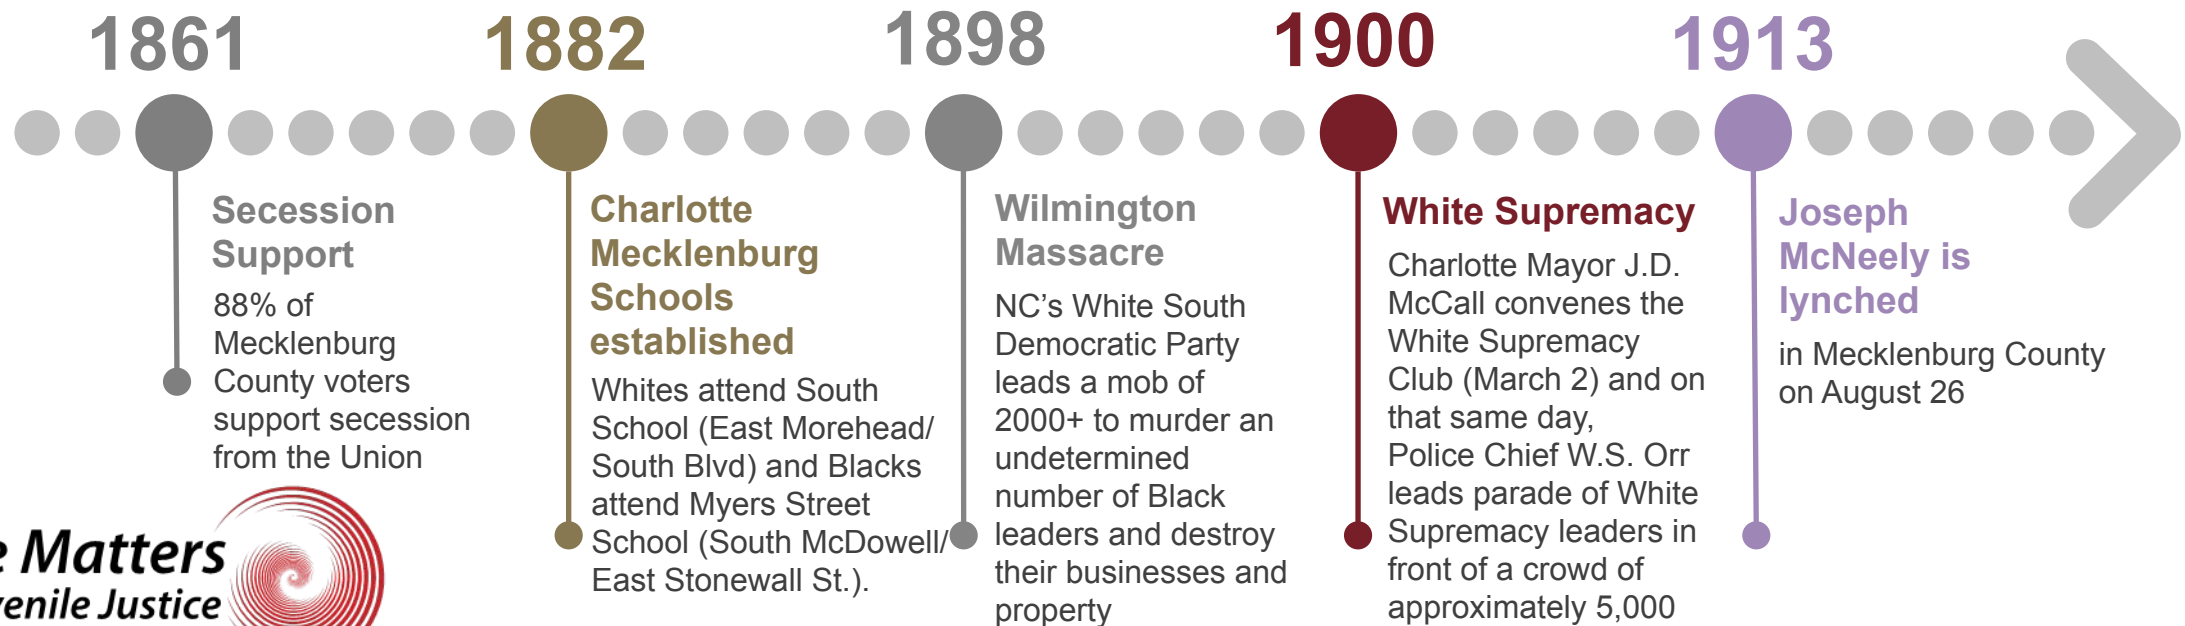 1861
Secession
Support
88% of
Mecklenburg
County voters
support secession
from the Union
1882
Charlotte
Mecklenburg
Schools
established
Whites attend South
School (East Morehead/
South Blvd) and Blacks
attend Myers Street
School (South McDowell/
East Stonewall St.).
1898
Wilmington
Massacre
NC’s White South
Democratic Party
leads a mob of
2000+ to murder an
undetermined
number of Black
leaders and destroy
their businesses and
property
1900
White Supremacy
Charlotte Mayor J.D.
McCall convenes the
White Supremacy
Club (March 2) and on
that same day,
Police Chief W.S. Orr
leads parade of White
Supremacy leaders in
front of a crowd of
approximately 5,000
1913
Joseph
McNeely is
lynched
in Mecklenburg County
on August 26
Matters
Justice